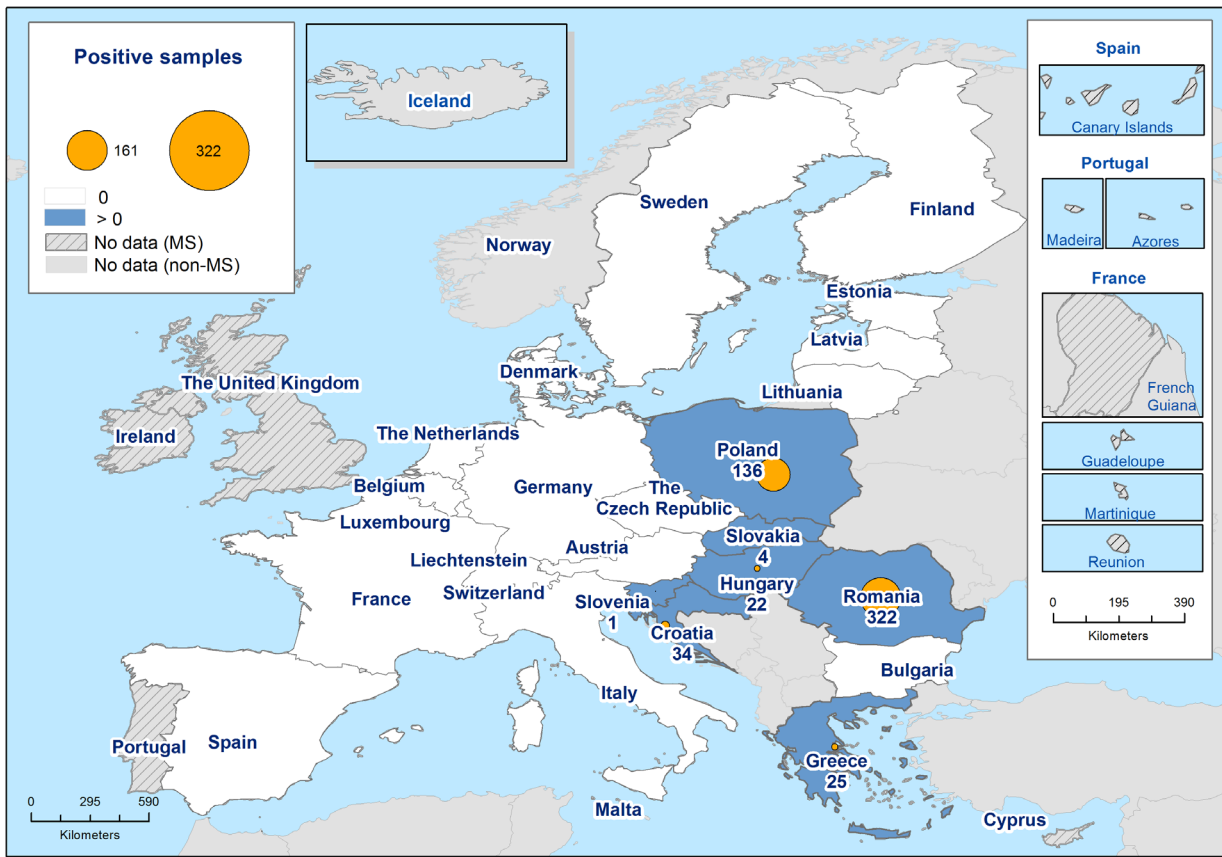 Positive samples
161
322
0
> 0
No data (MS)
No data (non-MS)
Iceland
Spain
Canary Islands
Portugal
Madeira
Azores
France
French
Guiana
Guadeloupe
Martinique
Reunion
0 195 390
Kilometers
Sweden
Finland
Norway
Estonia
Latvia
Denmark
Lithuania
The United Kingdom
Ireland
The Netherlands
Poland
136
Belgium
Germany
The
Czech Republic
Luxembourg
Slovakia
4
Austria
Liechtenstein
Hungary
22
Switzerland
France
Slovenia
1
Romania
322
Croatia
34
Bulgaria
Italy
Portugal
Spain
Greece
25
Malta
Cyprus
0 295 590
Kilometers